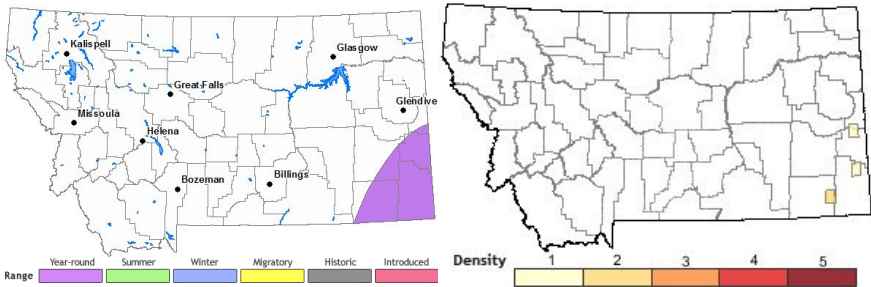 Kalispell
Glasgow
Great Falls
Glendive
Missoula
Helena
Bozeman
Billings
Range
Year-round Summer Winter Migratory Historic Introduced
Density
1 2 3 4 5